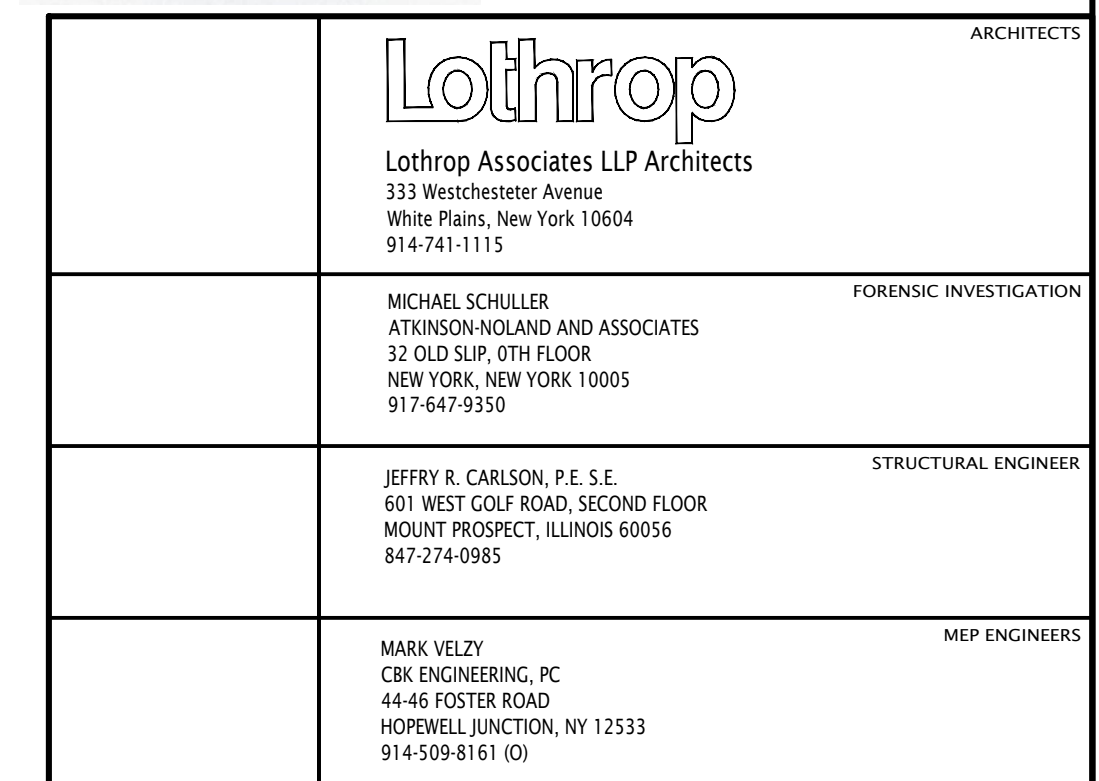 ARCHITECTS
Lothrop
Lothrop Associates LLP Architects
333 Westchesteter Avenue
White Plains, New York 10604
914-741-1115
FORENSIC INVESTIGATION
MICHAEL SCHULLER
ATKINSON-NOLAND AND ASSOCIATES
32 OLD SLIP, 0TH FLOOR
NEW YORK, NEW YORK 10005
917-647-9350
STRUCTURAL ENGINEER
JEFFRY R. CARLSON, P.E. S.E.
601 WEST GOLF ROAD, SECOND FLOOR
MOUNT PROSPECT, ILLINOIS 60056
847-274-0985
MEP ENGINEERS
MARK VELZY
CBK ENGINEERING, PC
44-46 FOSTER ROAD
HOPEWELL JUNCTION, NY 12533
914-509-8161 (O)